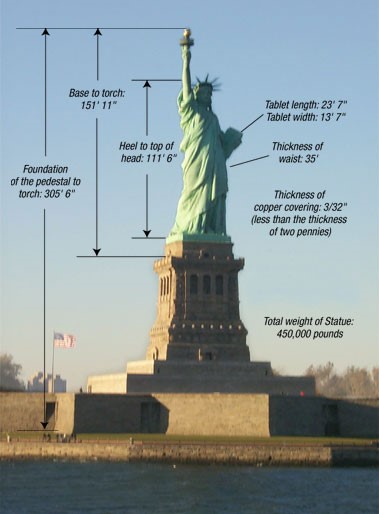 Base to torch:
151' 11"
Heel to top of
head: 111' 6"
Foundation
of the pedestal to
torch: 305' 6"
Tablet length: 23' 7"
Tablet width: 13' 7"
Thickness of
waist: 35'
Thickness of
copper covering: 3/32"
(less than the thickness
of two pennies)
Total weight of Statue:
450,000 pounds